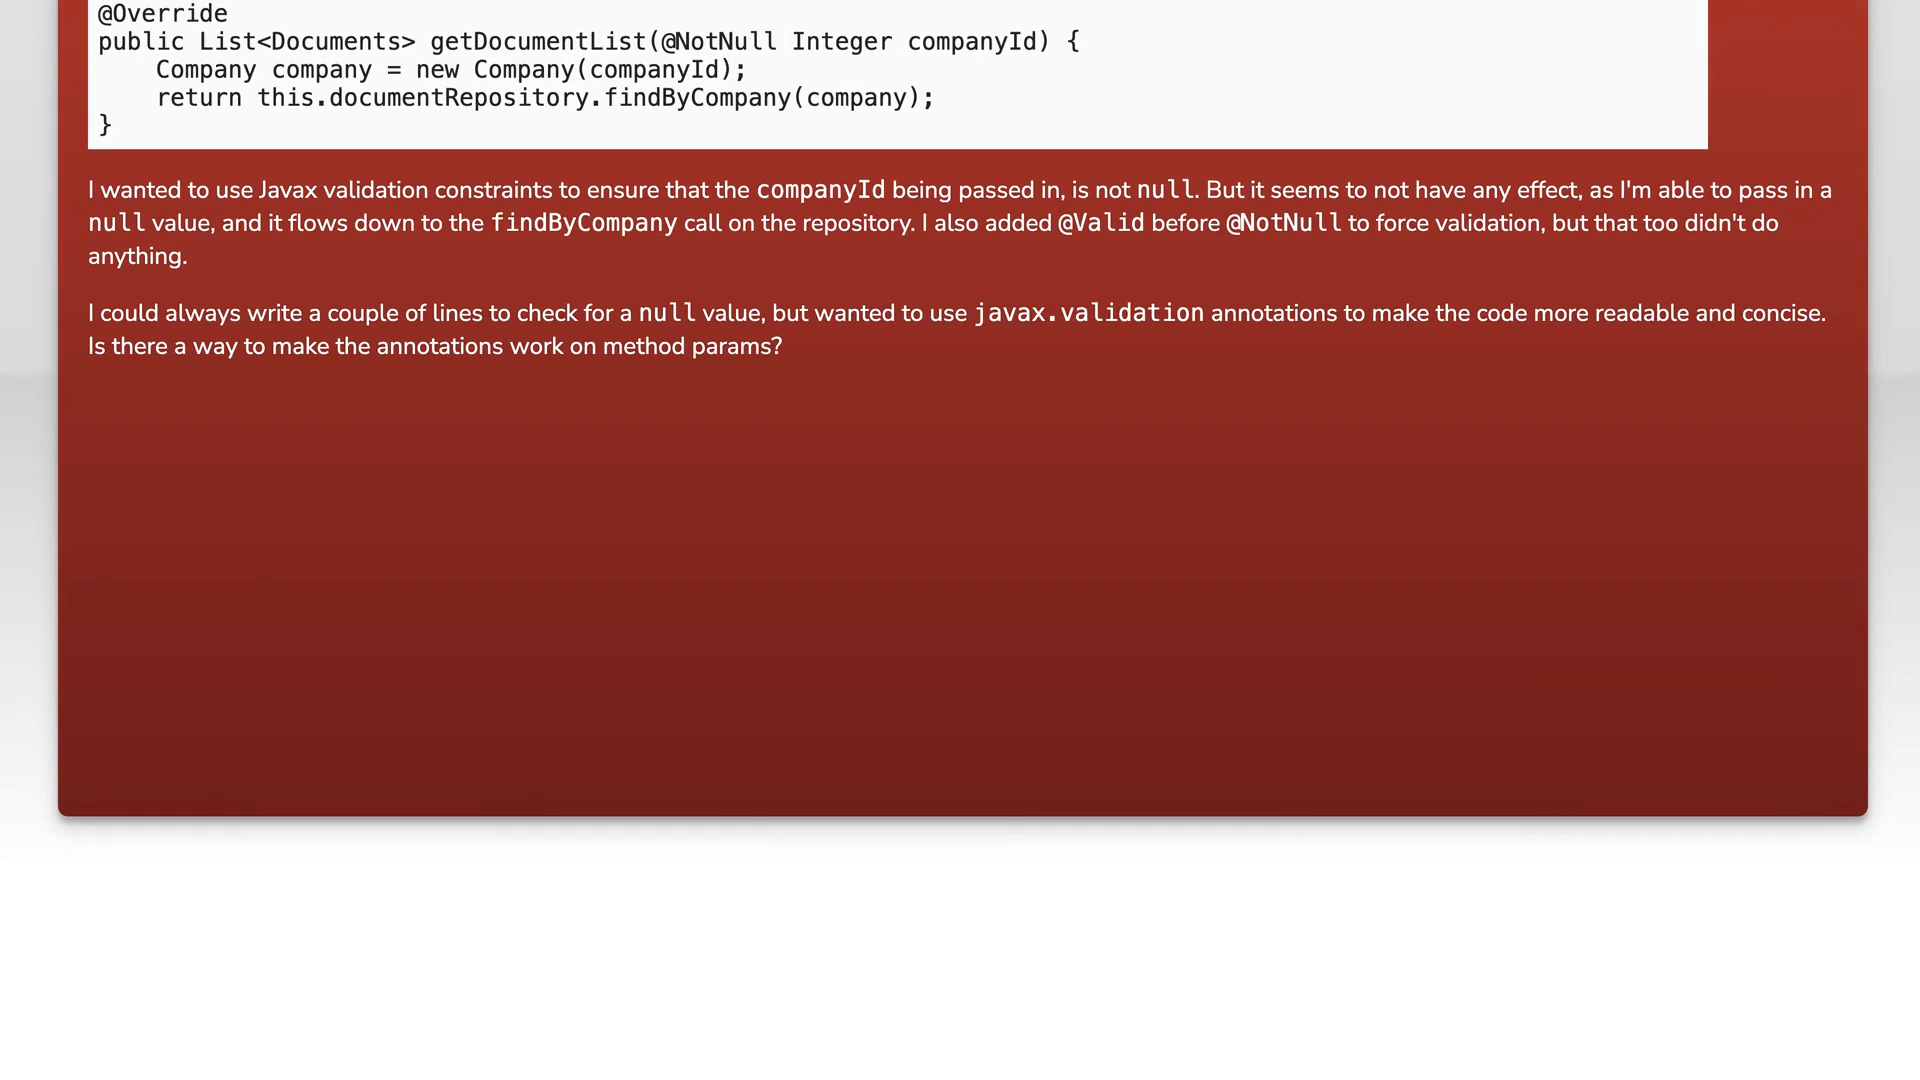 @Override
public List<Documents> getDocumentList(@NotNull Integer companyId) {
    Company company = new Company(companyId);
    return this.documentRepository.findByCompany(company);
}
I wanted to use Javax validation constraints to ensure that the companyId being passed in, is not null. But it seems to not have any effect, as I'm able to pass in a
null value, and it flows down to the findByCompany call on the repository. I also added @Valid before @NotNull to force validation, but that too didn't do
anything.
I could always write a couple of lines to check for a null value, but wanted to use javax.validation annotations to make the code more readable and concise.
Is there a way to make the annotations work on method params?